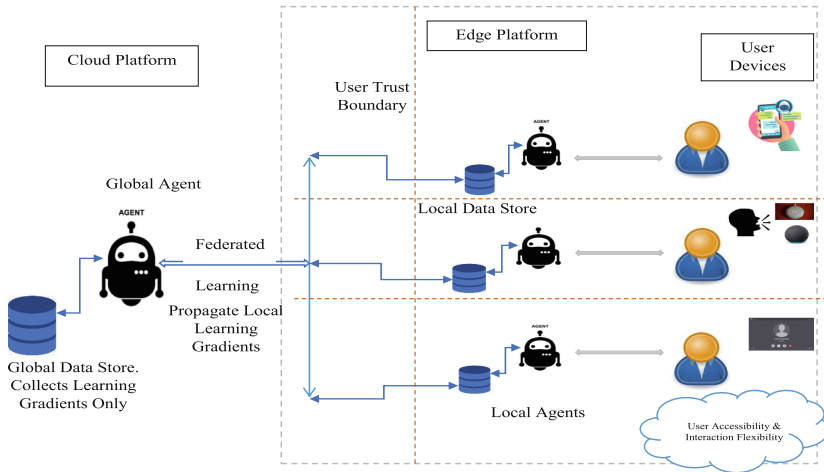 Cloud Platform
Edge Platform
User
Devices
User Trust
Boundary
AGENT
Global Agent
AGENT
Local Data Store
Federated
Learning
AGENT
Propagate Local
Learning
Gradients
Global Data Store.
Collects Learning
Gradients Only
AGENT
Local Agents
User Accessibility &
Interaction Flexibility